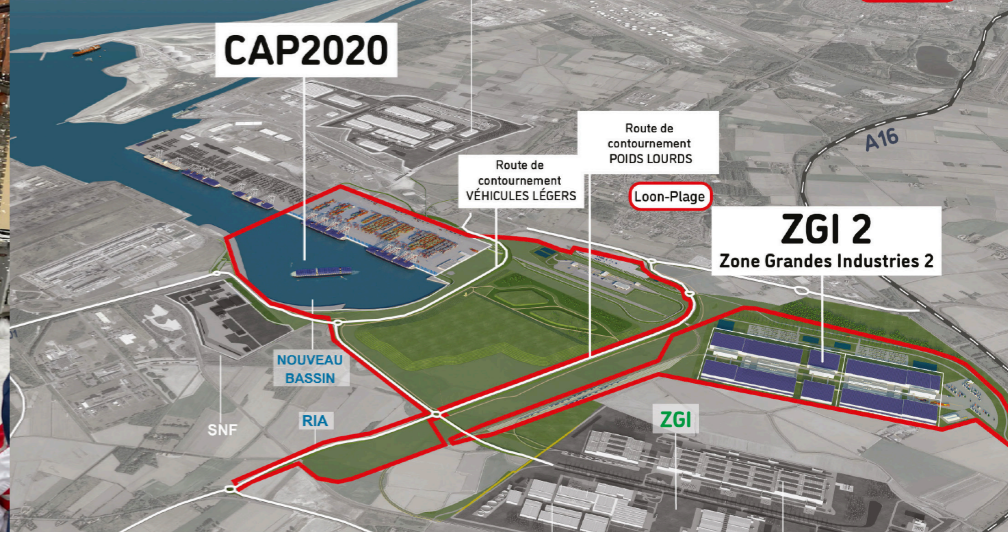 CAP2020
Route de
contournement
POIDS LOURDS
A16
Route de
contournement
VÉHICULES LÉGERS
Loon-Plage
ZGI 2
Zone Grandes Industries 2
NOUVEAU
BASSIN
SNF
RIA
ZGI